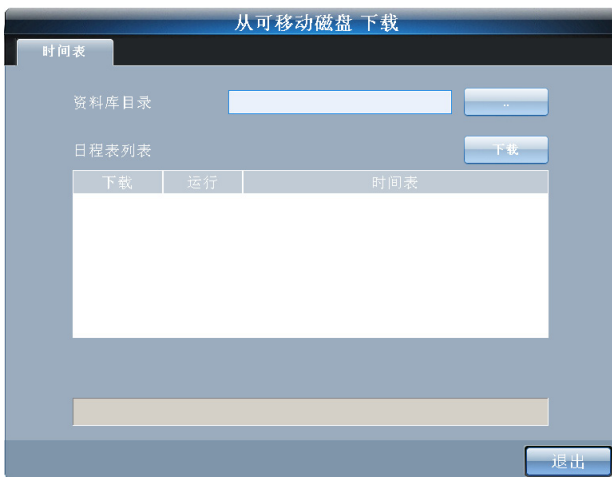 从可移动磁盘 下载
时间表
资料库目录
..
日程表列表
下载
下载 运行 时间表
退出